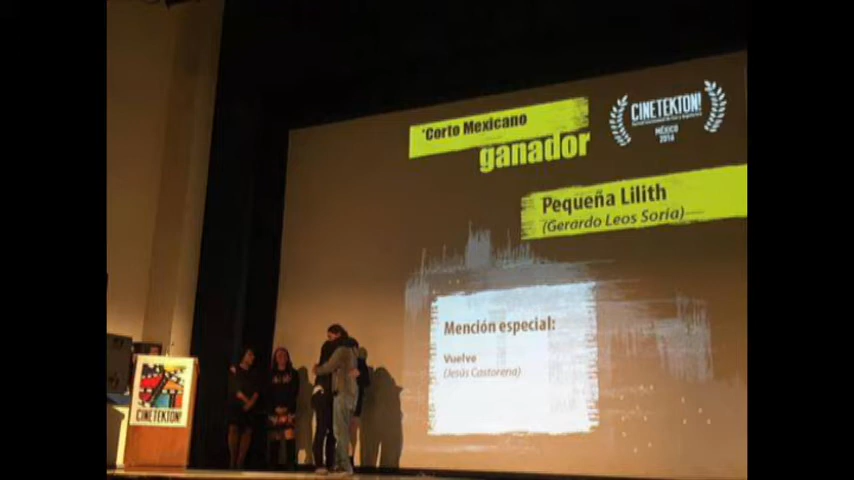 *Corto Mexicano
ganador
CINETEKTON!
MÉXICO
2016
Pequeña Lilith
(Gerardo Leos Soria)
Mención especial:
Vuelve
(Jesús Castorena)
CINETEKTON!